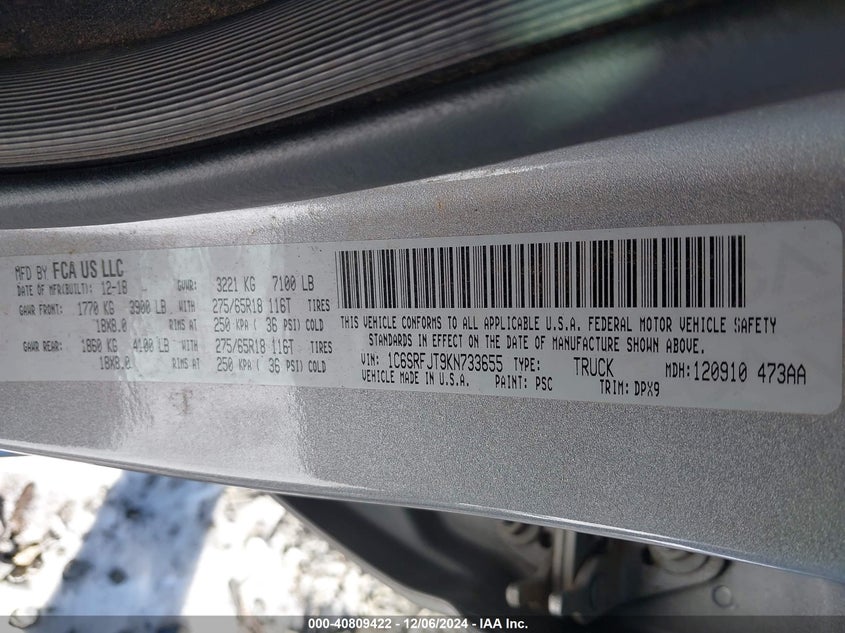 MFD BY FCA US LLC
DATE OF MFR(BUILT): 12-18 GVWR: 3221 KG 7100 LB
GAWR FRONT: 1770 KG 3900 LB WITH 275/65R18 116T TIRES
18X8.0 RIMS AT 250 KPA ( 36 PSI) COLD
GAWR REAR: 1860 KG 4100 LB WITH 275/65R18 116T TIRES
18X8.0 RIMS AT 250 KPA ( 36 PSI) COLD
THIS VEHICLE CONFORMS TO ALL APPLICABLE U.S.A. FEDERAL MOTOR VEHICLE SAFETY
STANDARDS IN EFFECT ON THE DATE OF MANUFACTURE SHOWN ABOVE.
VIN: 1C6SRFJT9KN733655 TYPE: TRUCK MDH: 120910 473AA
VEHICLE MADE IN U.S.A. PAINT: PSC TRIM: DPX9
000-40809422 - 12/06/2024 - IAA Inc.